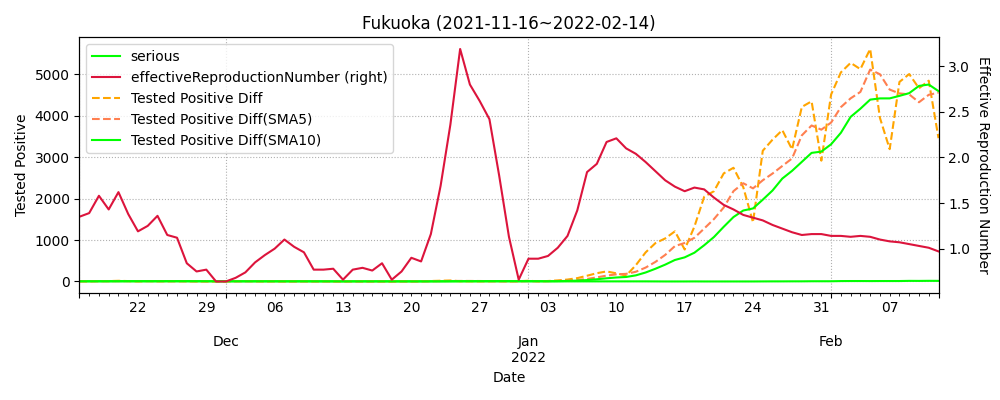 Fukuoka (2021-11-16~2022-02-14)
serious
effectiveReproductionNumber (right)
Tested Positive Diff
Tested Positive Diff(SMA5)
Tested Positive Diff(SMA10)
Tested Positive
5000
4000
3000
2000
1000
0
3.0
2.5
2.0
1.5
1.0
Effective Reproduction Number
22 29 06 13 20 27 03 10 17 24 31 07
Dec Jan Feb
2022
Date